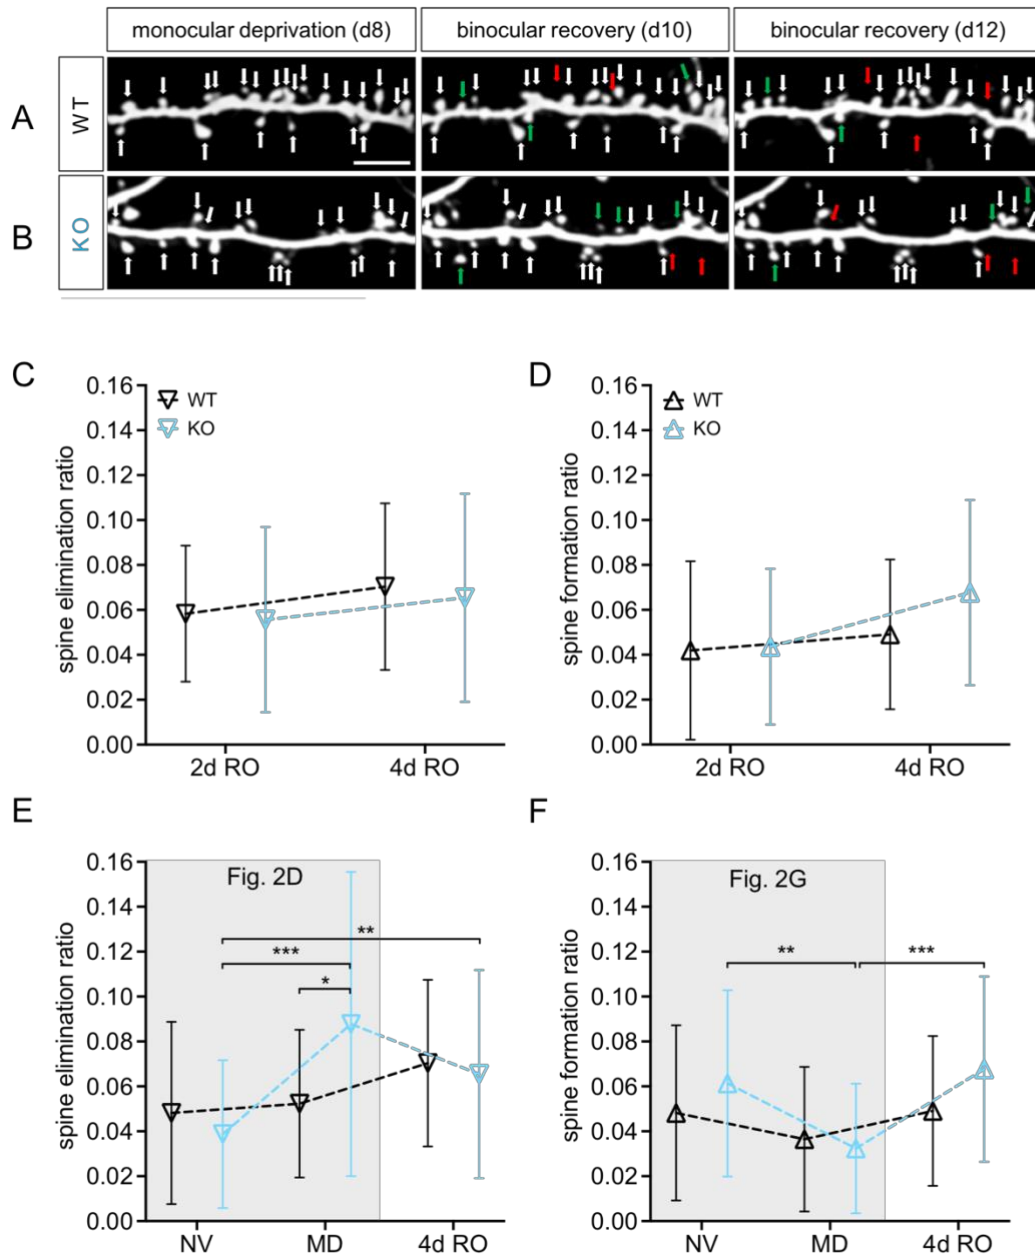 monocular deprivation (d8)
binocular recovery (d10)
binocular recovery (d12)
A
WT
B
KO
C
0.16
0.14
0.12
0.10
0.08
0.06
0.04
0.02
0.00
spine elimination ratio
WT
KO
2d RO
4d RO
D
0.16
0.14
0.12
0.10
0.08
0.06
0.04
0.02
0.00
spine formation ratio
WT
KO
2d RO
4d RO
E
0.16
0.14
0.12
0.10
0.08
0.06
0.04
0.02
0.00
spine elimination ratio
Fig. 2D
**
***
*
NV
MD
4d RO
F
0.16
0.14
0.12
0.10
0.08
0.06
0.04
0.02
0.00
spine formation ratio
Fig. 2G
**
***
NV
MD
4d RO